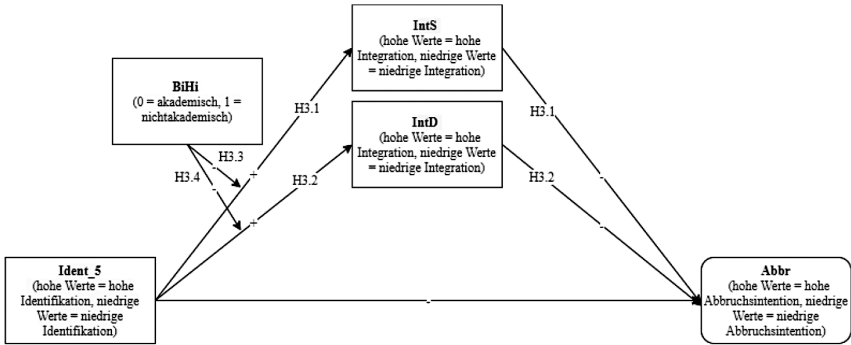 IntS
(hohe Werte = hohe
Integration, niedrige Werte
= niedrige Integration)
BiHi
(0 = akademisch, 1 =
nichtakademisch)
H3.1
H3.1
IntD
(hohe Werte = hohe
Integration, niedrige Werte
= niedrige Integration)
H3.3
-
H3.4
-
+
H3.2
H3.2
-
+
-
Ident_5
(hohe Werte = hohe
Identifikation, niedrige
Werte = niedrige
Identifikation)
-
Abbr
(hohe Werte = hohe
Abbruchsintention, niedrige
Werte = niedrige
Abbruchsintention)